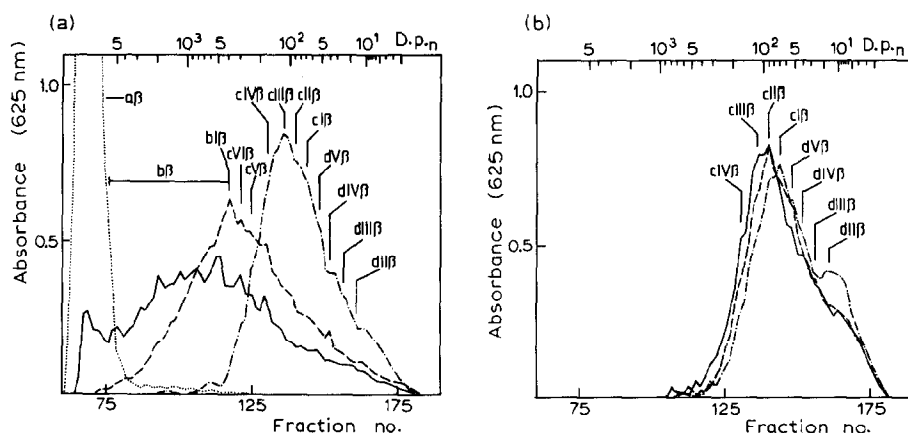 (a)
5 10³ 5 10² 5 10¹ D.p.n
Absorbance (625 nm)
1.0
0.5
aβ
bβ
bIβ
cVIβ
cVβ
cIVβ
cIIIβ
cIIβ
cIβ
dVβ
dIVβ
dIIIβ
dIIβ
75 125 175
Fraction no.
(b)
5 10³ 5 10² 5 10¹ D.p.n
Absorbance (625 nm)
1.0
0.5
cIVβ
cIIIβ
cIIβ
cIβ
dVβ
dIVβ
dIIIβ
dIIβ
75 125 175
Fraction no.